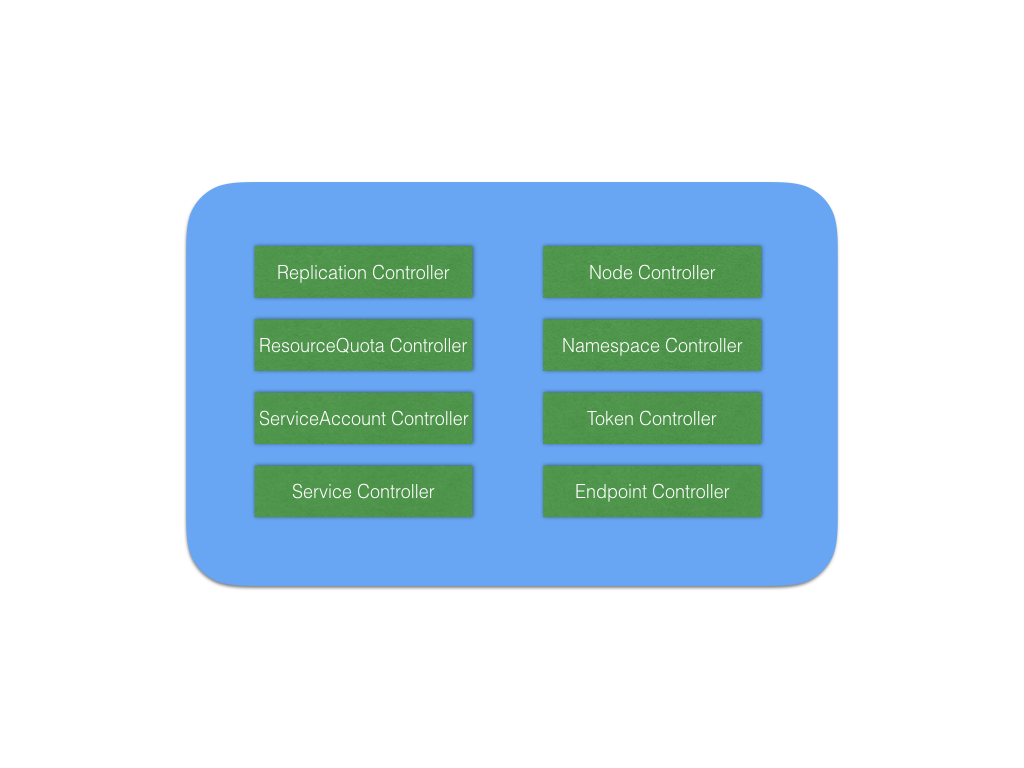 Replication Controller
Node Controller
ResourceQuota Controller
Namespace Controller
ServiceAccount Controller
Token Controller
Service Controller
Endpoint Controller